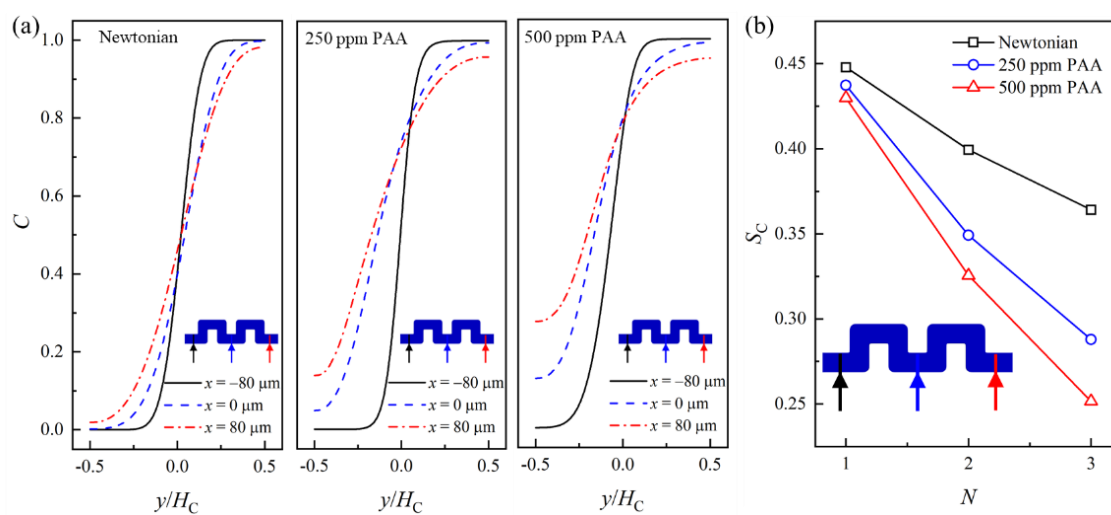 (a)
Newtonian
250 ppm PAA
500 ppm PAA
C
1.0
0.8
0.6
0.4
0.2
0.0
x = −80 μm
x = 0 μm
x = 80 μm
x = −80 μm
x = 0 μm
x = 80 μm
x = −80 μm
x = 0 μm
x = 80 μm
-0.5 0.0 0.5
-0.5 0.0 0.5
-0.5 0.0 0.5
y/HC
y/HC
y/HC
(b)
Newtonian
250 ppm PAA
500 ppm PAA
SC
0.45
0.40
0.35
0.30
0.25
1 2 3
N